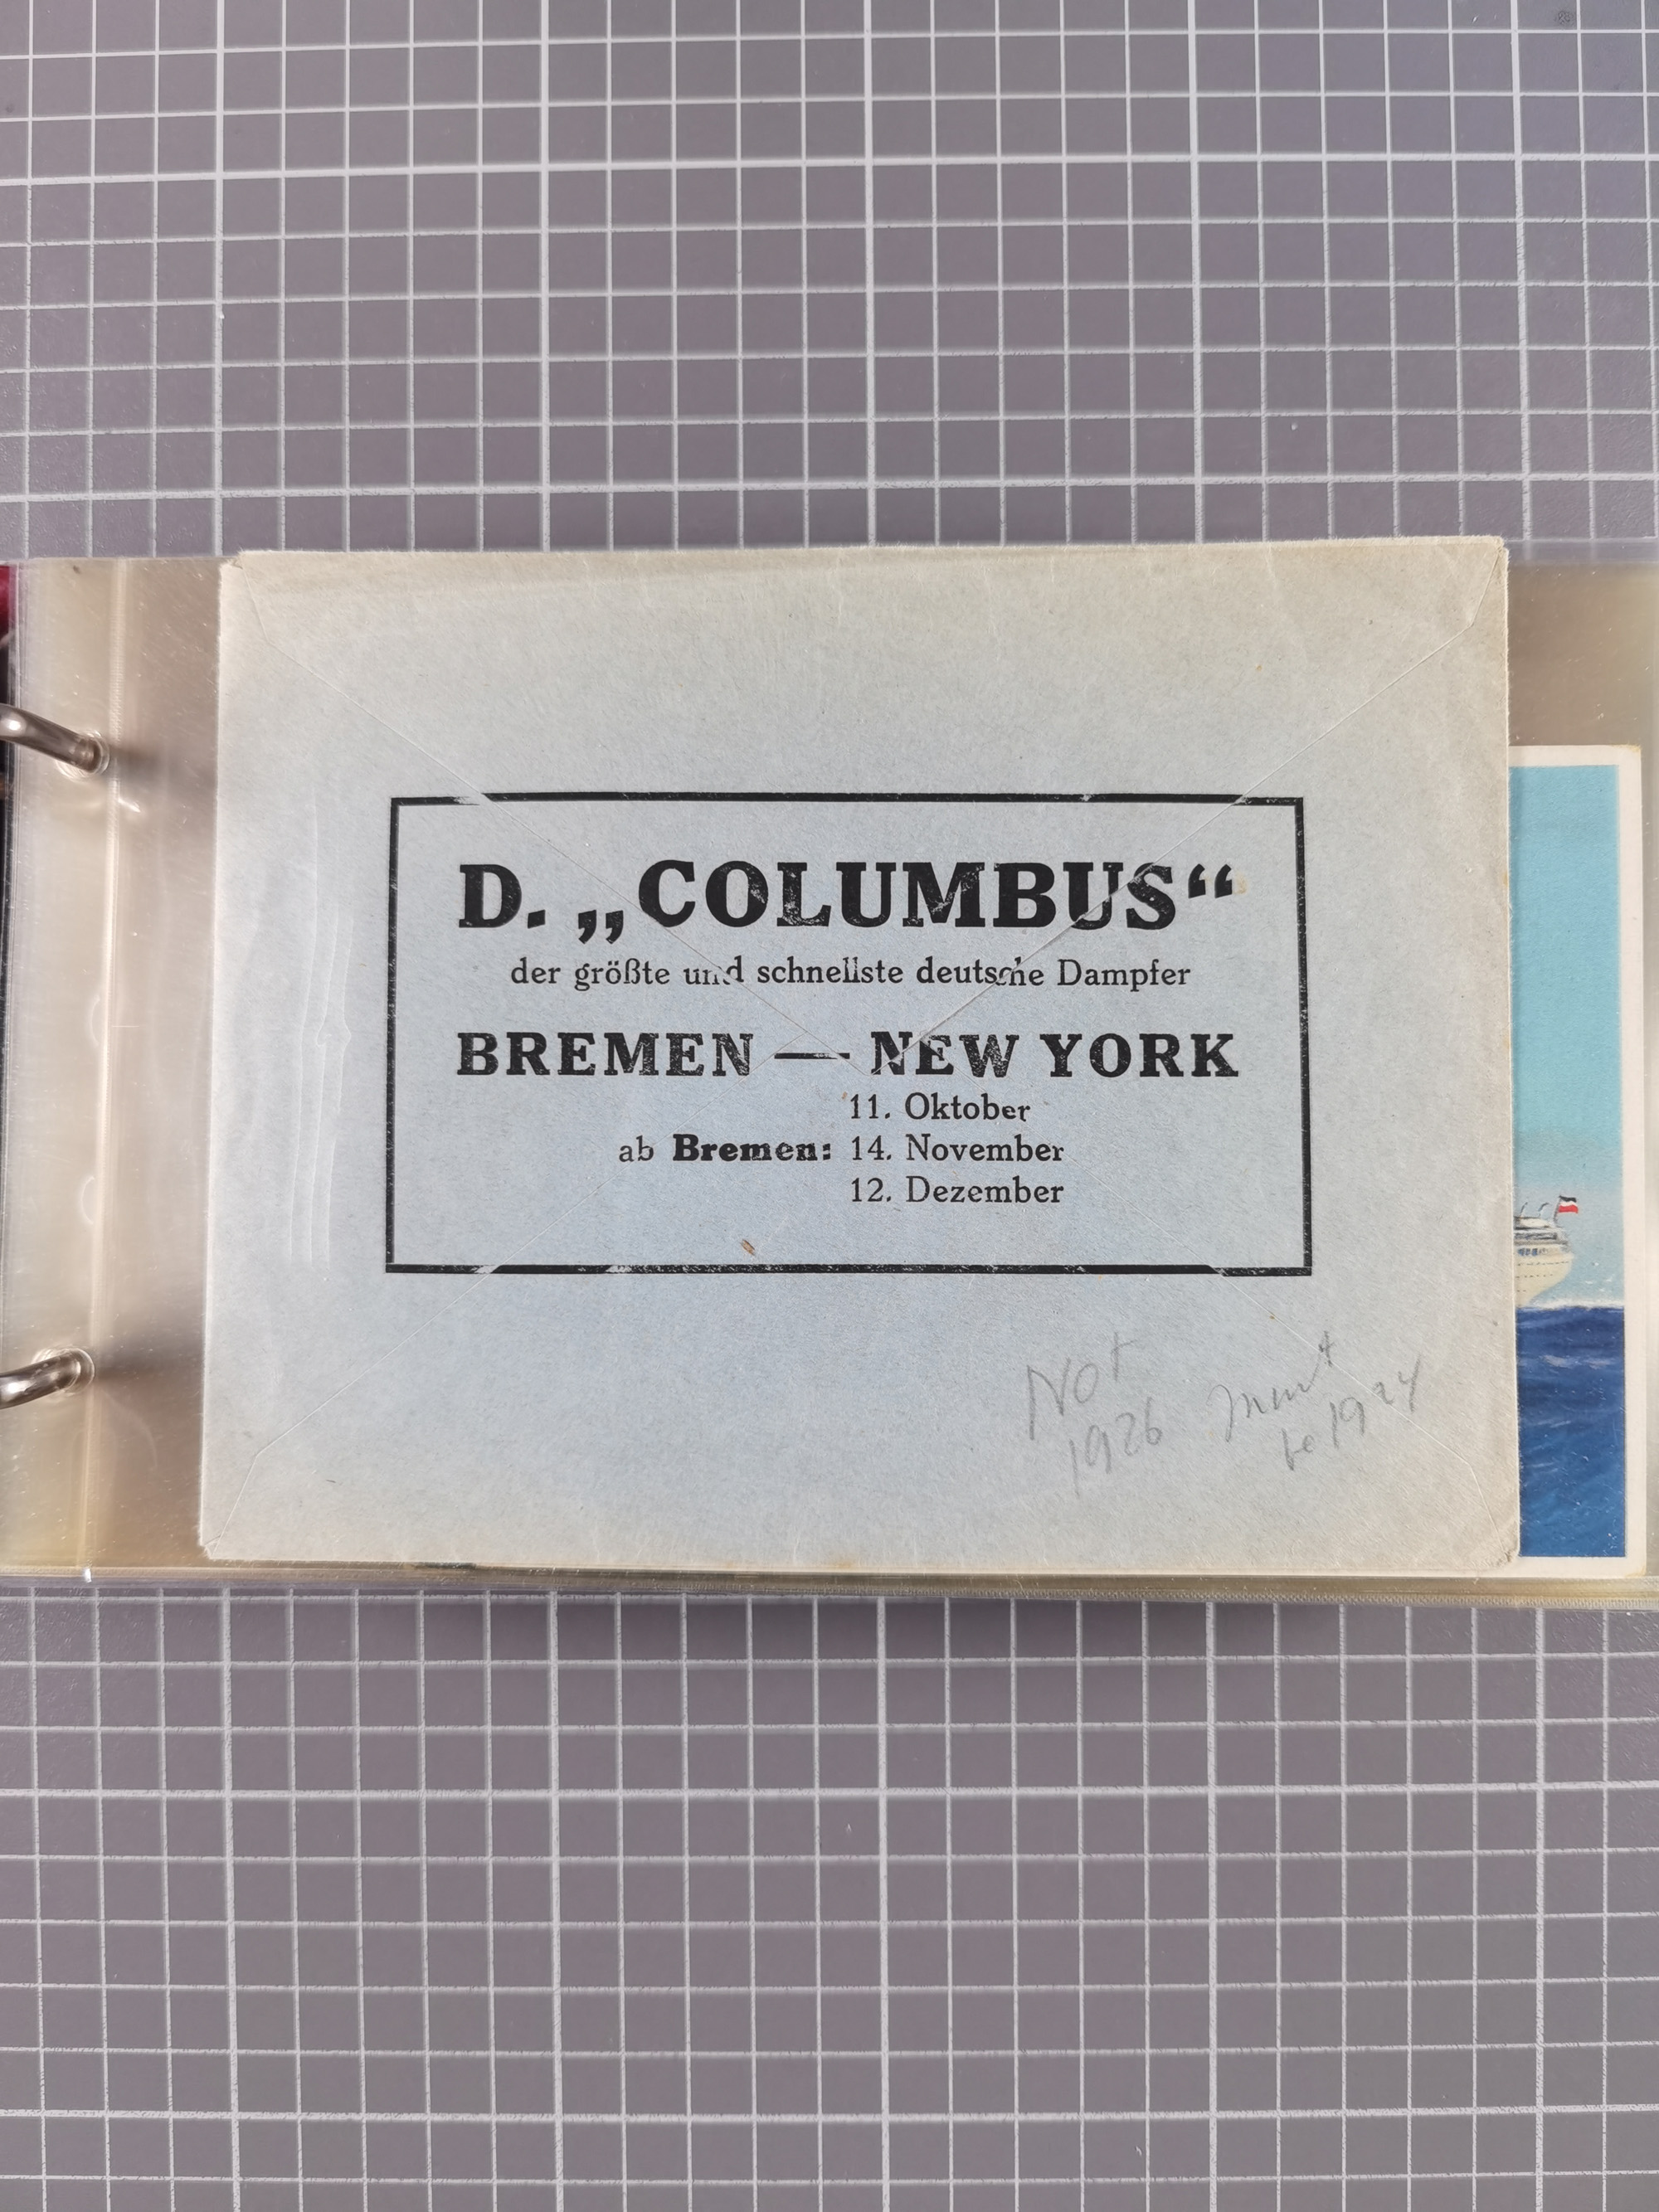 D. „COLUMBUS“
der größte und schnellste deutsche Dampfer
BREMEN — NEW YORK
11. Oktober
ab Bremen: 14. November
12. Dezember
Not
1926
Must
be 1924